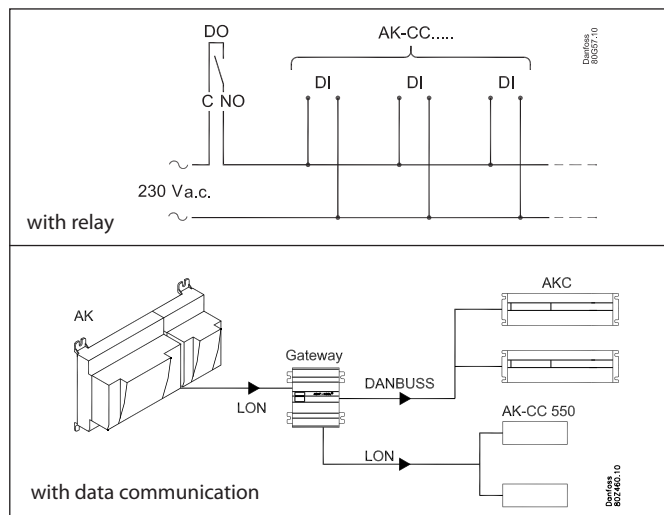 DO
AK-CC.....
Danfoss
80G57.10
DI DI DI
C NO
230 Va.c.
with relay
AK
AKC
Gateway
DANBUSS
LON
AK-CC 550
LON
with data communication
Danfoss
80Z460.10